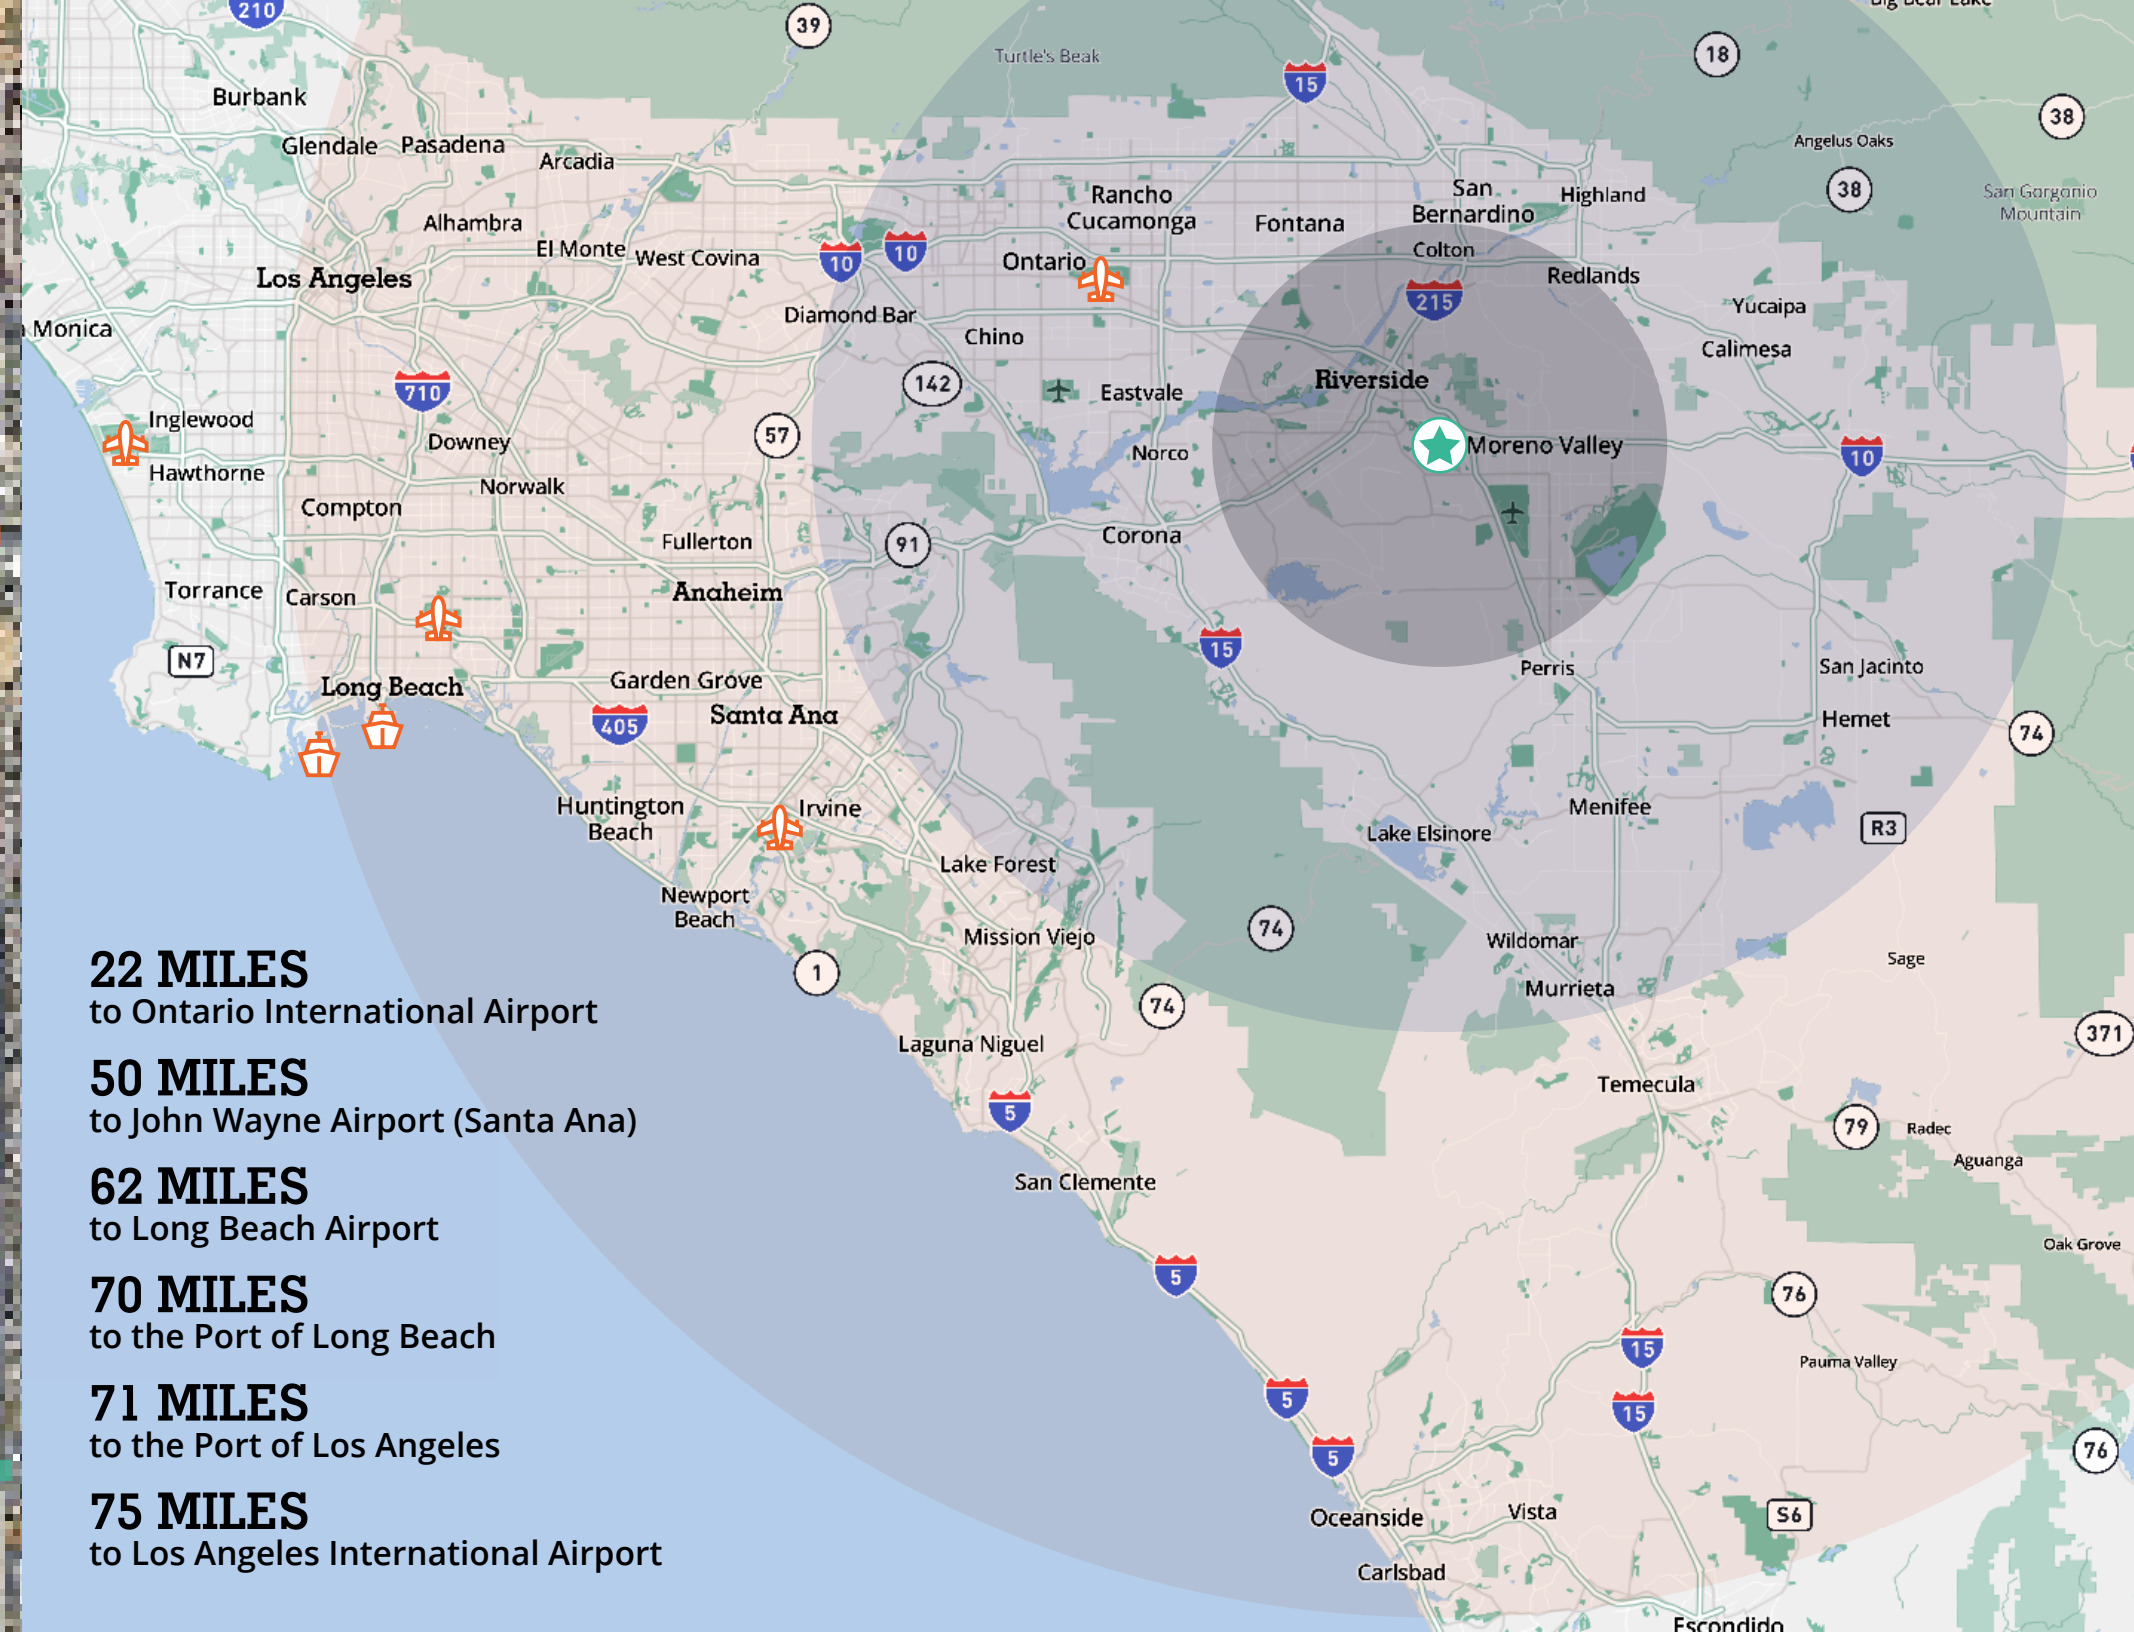 210
39
Turtle's Beak
15
18
Burbank
38
Glendale
Pasadena
Arcadia
Angelus Oaks
38
San Gorgonio
Mountain
Rancho
Cucamonga
San
Bernardino
Highland
Alhambra
Fontana
El Monte
West Covina
10
10
Ontario
Colton
Los Angeles
Redlands
215
Diamond Bar
Yucaipa
Monica
Chino
Calimesa
710
142
Eastvale
Riverside
Inglewood
Downey
57
Moreno Valley
Norco
10
Hawthorne
Norwalk
Compton
Fullerton
91
Corona
Torrance
Carson
Anaheim
N7
15
Long Beach
Garden Grove
Perris
San Jacinto
Santa Ana
405
Hemet
74
Huntington
Beach
Irvine
Menifee
Lake Elsinore
R3
Lake Forest
Newport
Beach
74
Mission Viejo
Wildomar
Sage
1
Murrieta
74
371
Laguna Niguel
Temecula
5
79
Radec
Aguanga
San Clemente
Oak Grove
5
76
15
Pauma Valley
5
15
76
5
Oceanside
Vista
S6
Carlsbad
Escondido
22 MILES
to Ontario International Airport
50 MILES
to John Wayne Airport (Santa Ana)
62 MILES
to Long Beach Airport
70 MILES
to the Port of Long Beach
71 MILES
to the Port of Los Angeles
75 MILES
to Los Angeles International Airport